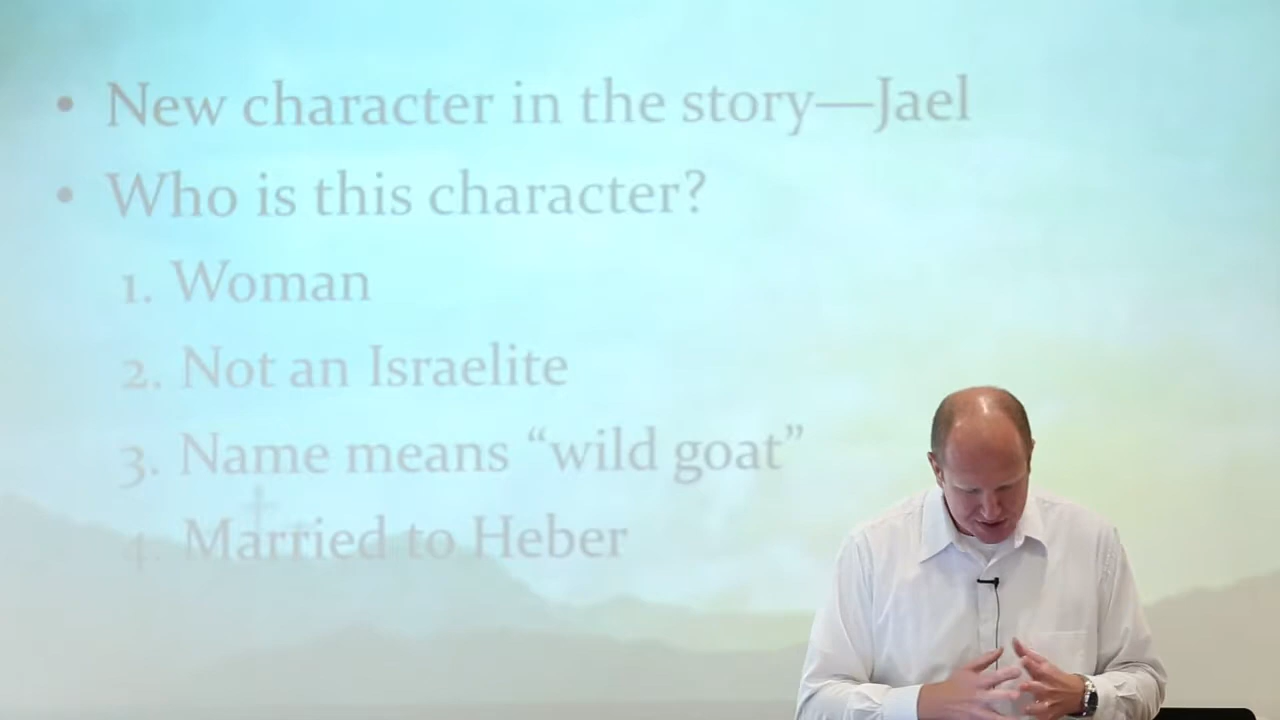 • New character in the story—Jael
• Who is this character?
1. Woman
2. Not an Israelite
3. Name means “wild goat”
4. Married to Heber